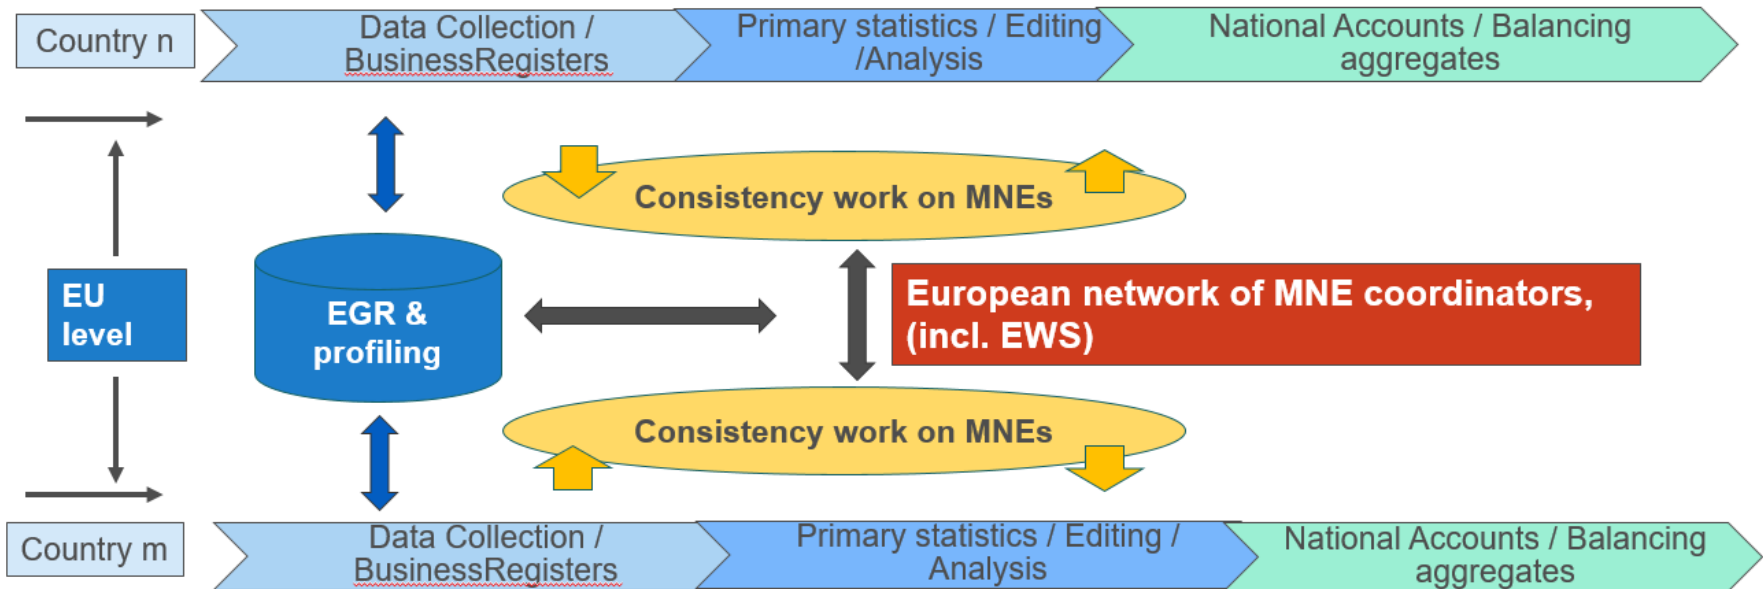 Country n
Data Collection /
BusinessRegisters
Primary statistics / Editing
/Analysis
National Accounts / Balancing
aggregates
Consistency work on MNEs
EU
level
EGR &
profiling
European network of MNE coordinators,
(incl. EWS)
Consistency work on MNEs
Country m
Data Collection /
BusinessRegisters
Primary statistics / Editing /
Analysis
National Accounts / Balancing
aggregates